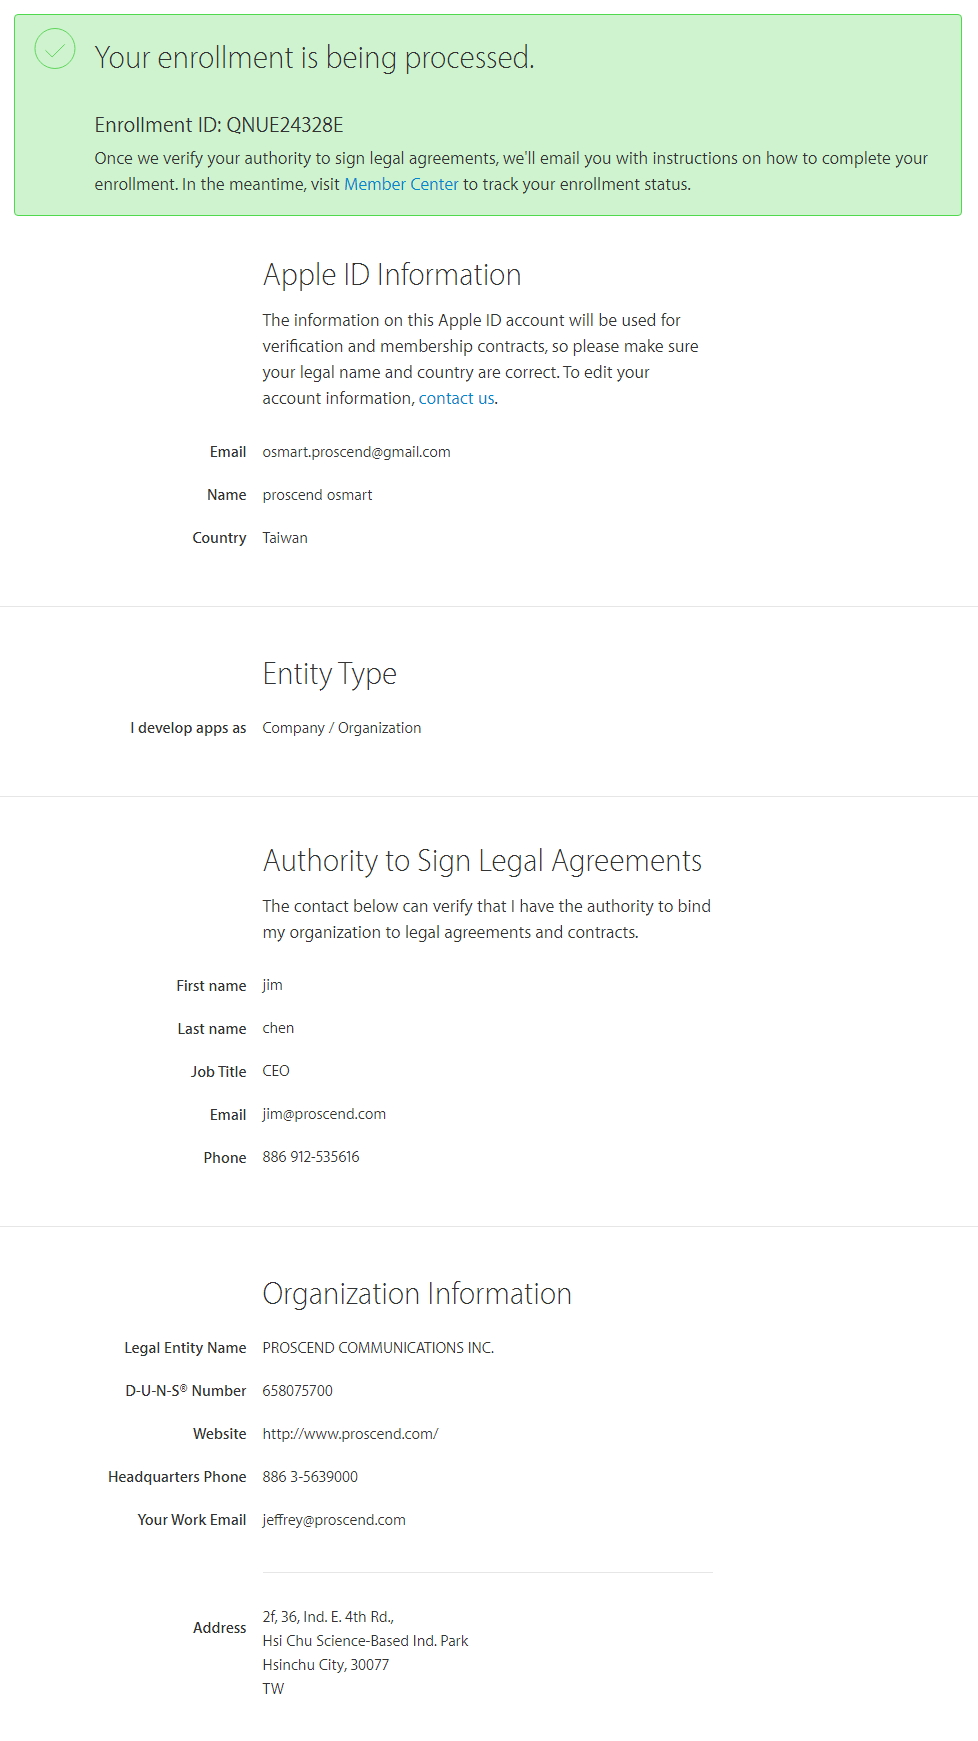 Your enrollment is being processed.
Enrollment ID: QNUE24328E
Once we verify your authority to sign legal agreements, we'll email you with instructions on how to complete your
enrollment. In the meantime, visit Member Center to track your enrollment status.
Apple ID Information
The information on this Apple ID account will be used for
verification and membership contracts, so please make sure
your legal name and country are correct. To edit your
account information, contact us.
Email osmart.proscend@gmail.com
Name proscend osmart
Country Taiwan
Entity Type
I develop apps as Company / Organization
Authority to Sign Legal Agreements
The contact below can verify that I have the authority to bind
my organization to legal agreements and contracts.
First name jim
Last name chen
Job Title CEO
Email jim@proscend.com
Phone 886 912-535616
Organization Information
Legal Entity Name PROSCEND COMMUNICATIONS INC.
D-U-N-S® Number 658075700
Website http://www.proscend.com/
Headquarters Phone 886 3-5639000
Your Work Email jeffrey@proscend.com
Address 2f, 36, Ind. E. 4th Rd.,
Hsi Chu Science-Based Ind. Park
Hsinchu City, 30077
TW